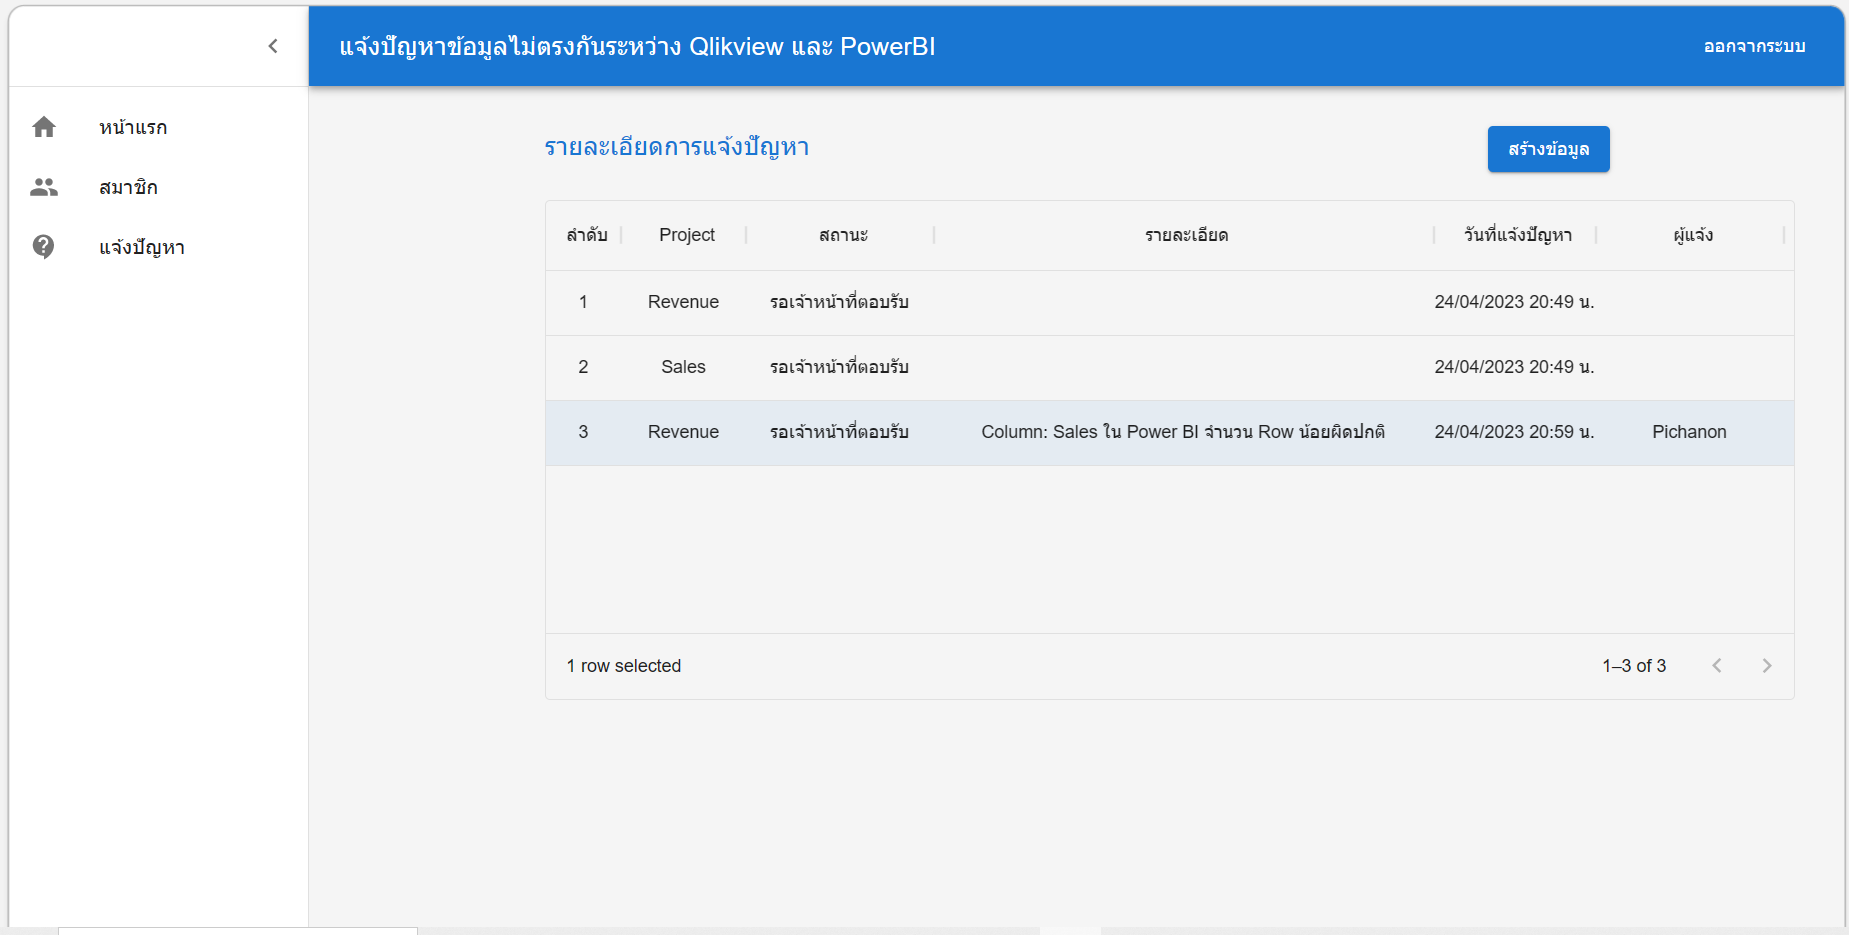 แจ้งปัญหาข้อมูลไม่ตรงกันระหว่าง Qlikview และ PowerBI
ออกจากระบบ
หน้าแรก
สมาชิก
แจ้งปัญหา
รายละเอียดการแจ้งปัญหา
สร้างข้อมูล
ลำดับ Project สถานะ รายละเอียด วันที่แจ้งปัญหา ผู้แจ้ง
1 Revenue รอเจ้าหน้าที่ตอบรับ 24/04/2023 20:49 น.
2 Sales รอเจ้าหน้าที่ตอบรับ 24/04/2023 20:49 น.
3 Revenue รอเจ้าหน้าที่ตอบรับ Column: Sales ใน Power BI จำนวน Row น้อยผิดปกติ 24/04/2023 20:59 น. Pichanon
1 row selected 1–3 of 3